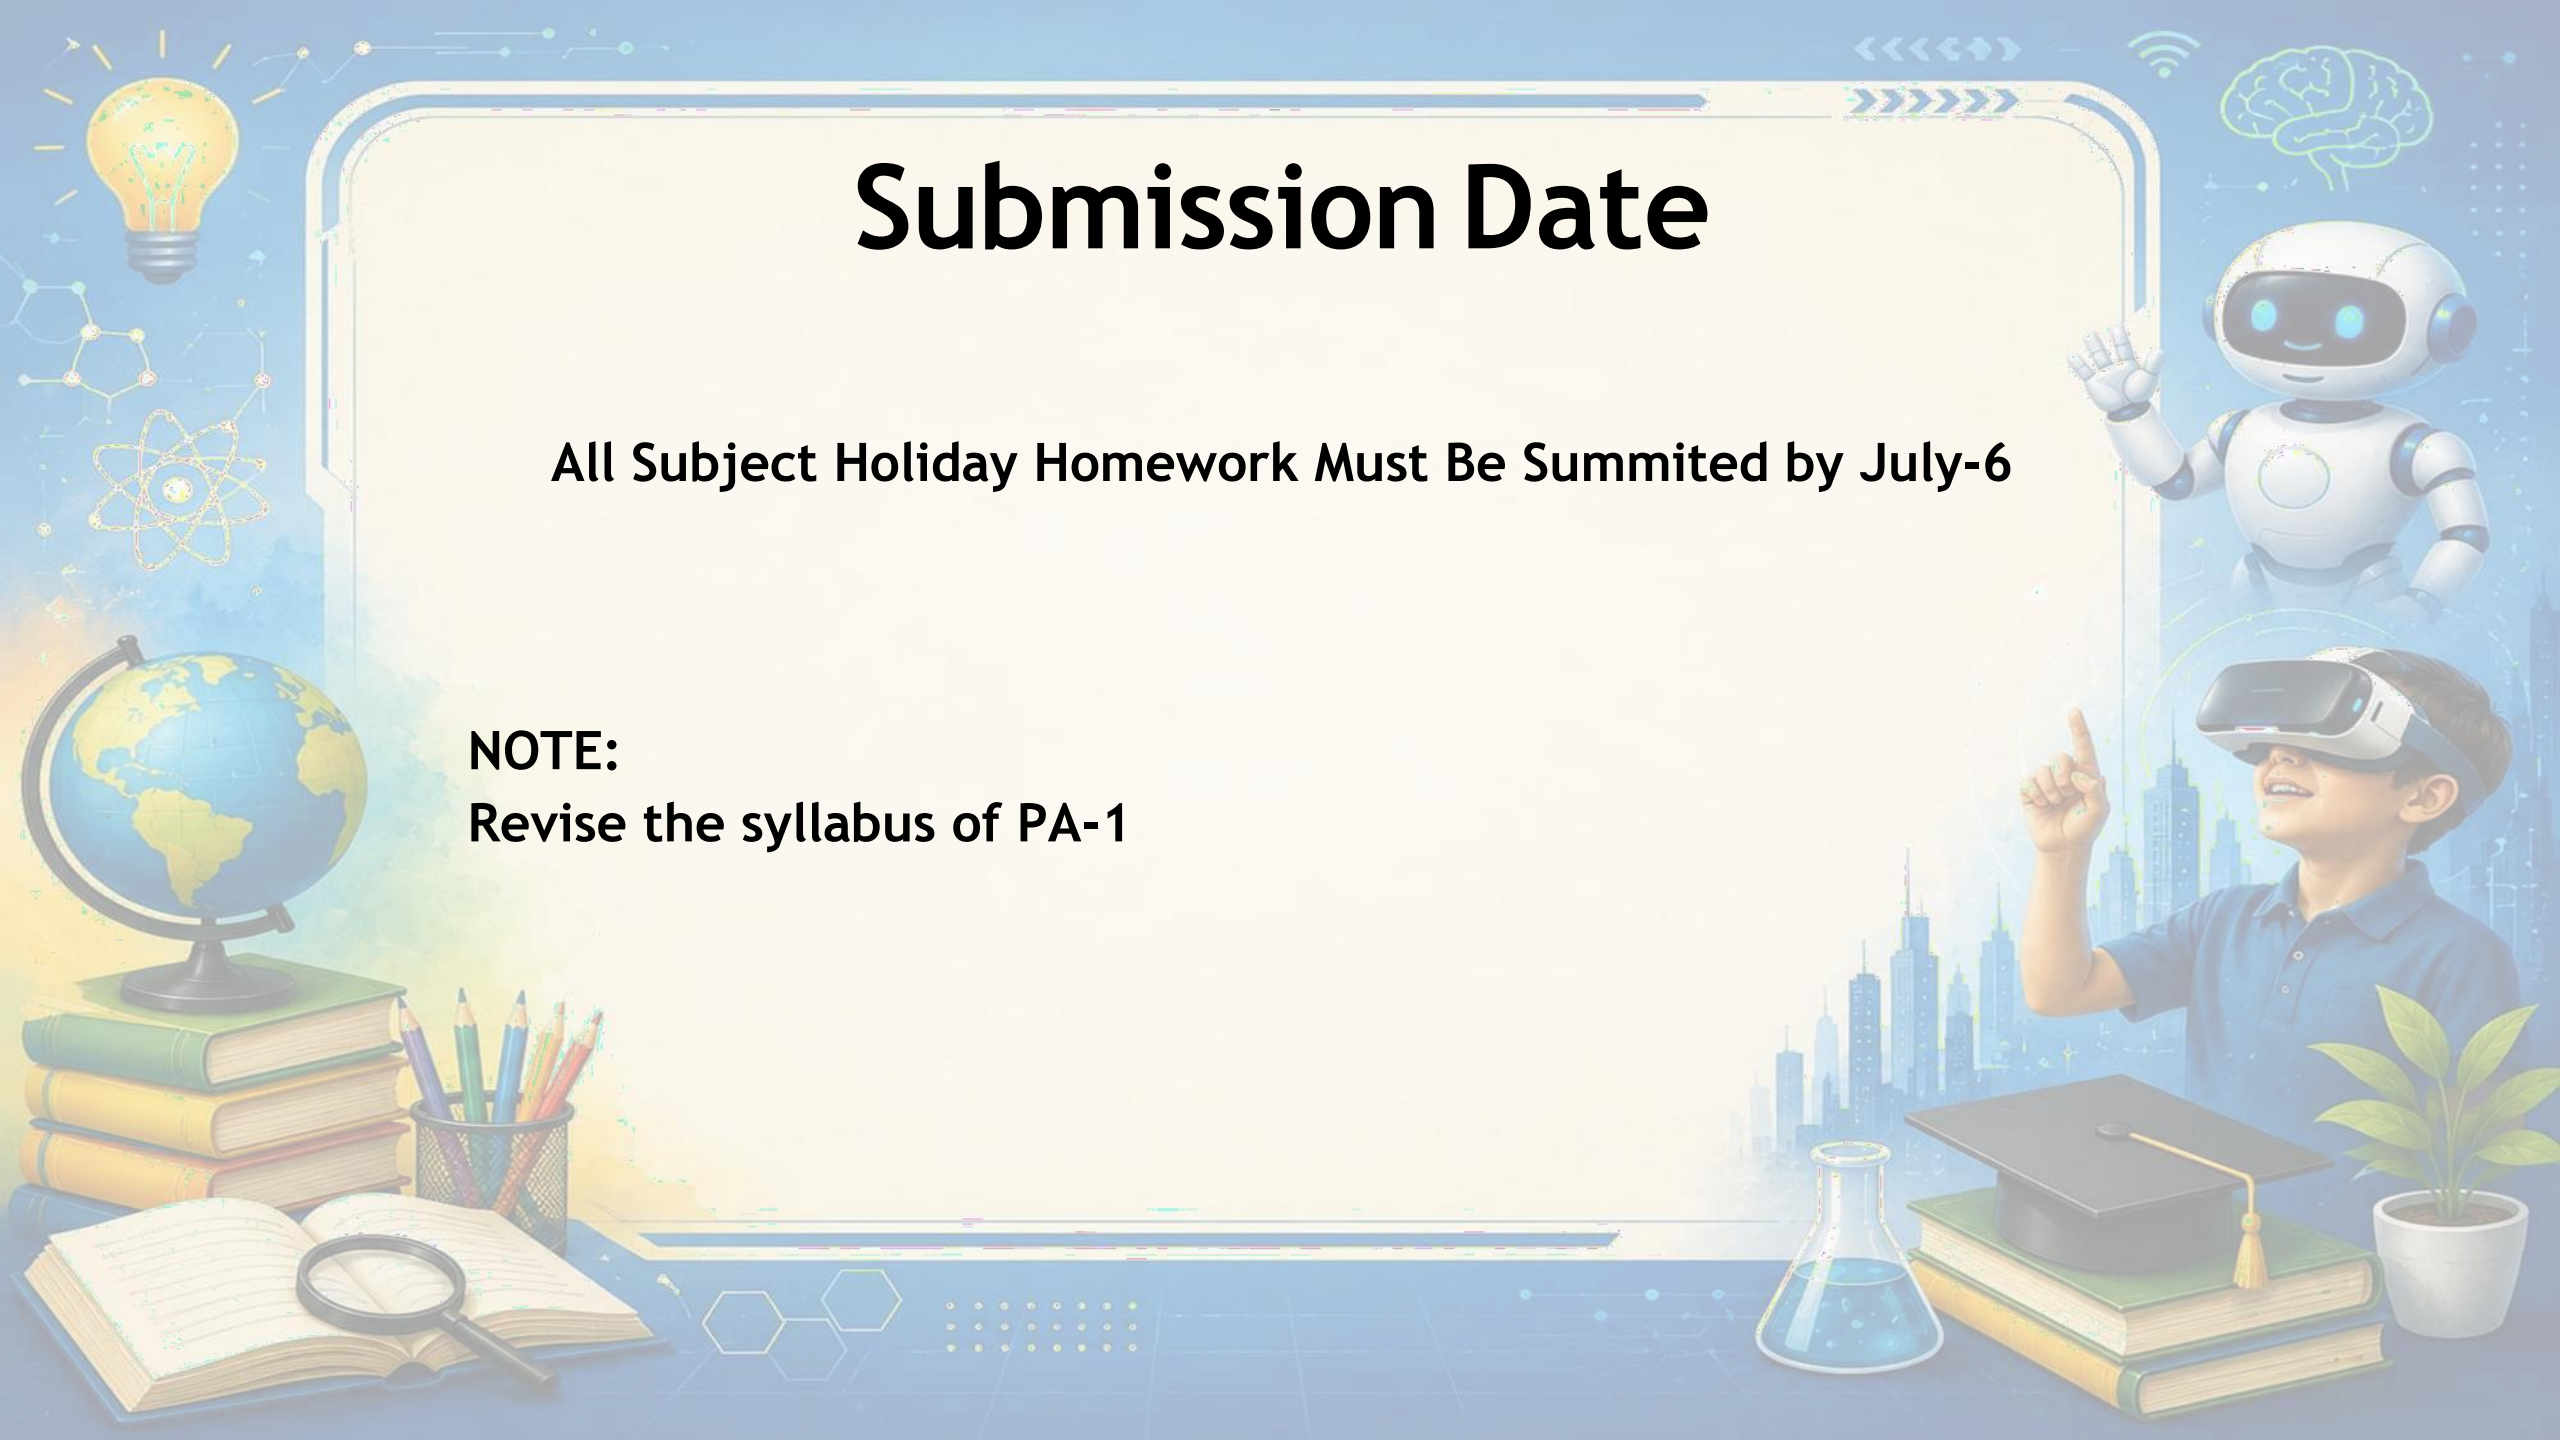 Submission Date
All Subject Holiday Homework Must Be Summited by July-6
NOTE:
Revise the syllabus of PA-1